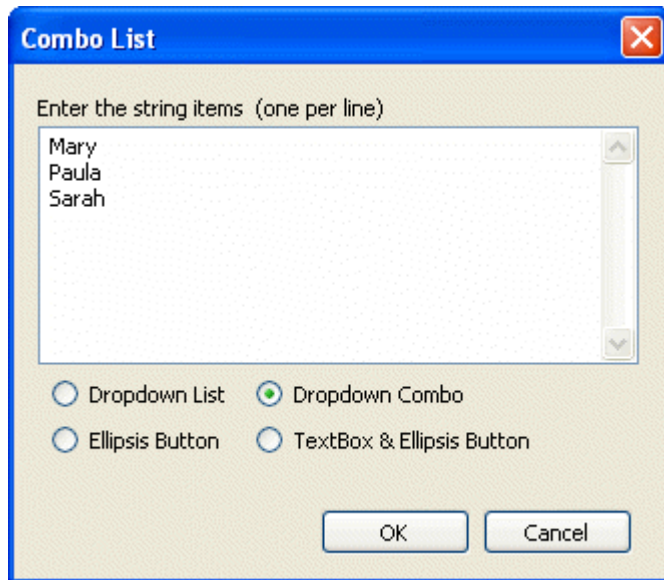 Combo List
Enter the string items (one per line)
Mary
Paula
Sarah
Dropdown List Dropdown Combo
Ellipsis Button TextBox & Ellipsis Button
OK Cancel